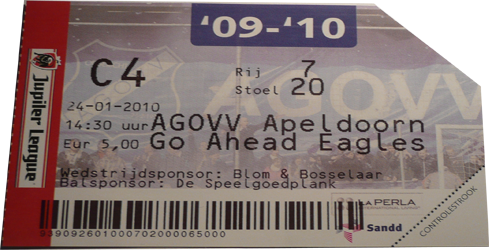 '09-'10
C4
Rij 7
Stoel 20
24-01-2010
14:30 uur AGOVV Apeldoorn
Eur 5,00 Go Ahead Eagles
Wedstrijdsponsor: Blom & Bosselaar
Balsponsor: De Speelgoedplank
Jupiler League
AGOVV
LA PERLA
Sandd
CONTROLESTROOK
939092601000702000065000